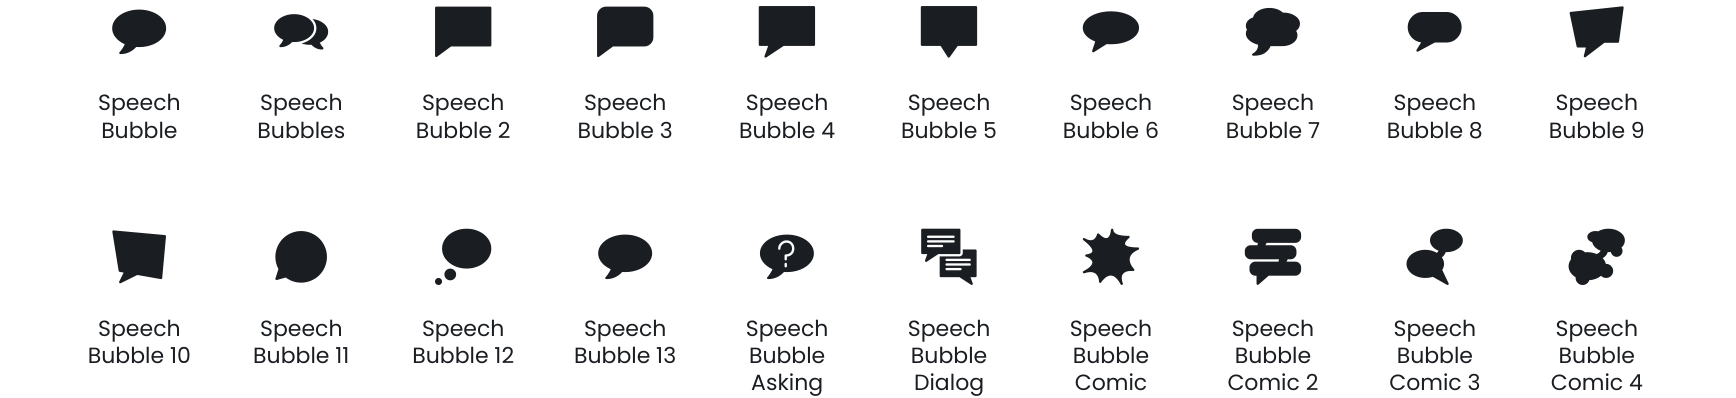 Speech
Bubble
Speech
Bubbles
Speech
Bubble 2
Speech
Bubble 3
Speech
Bubble 4
Speech
Bubble 5
Speech
Bubble 6
Speech
Bubble 7
Speech
Bubble 8
Speech
Bubble 9
Speech
Bubble 10
Speech
Bubble 11
Speech
Bubble 12
Speech
Bubble 13
?
Speech
Bubble
Asking
Speech
Bubble
Dialog
Speech
Bubble
Comic
Speech
Bubble
Comic 2
Speech
Bubble
Comic 3
Speech
Bubble
Comic 4